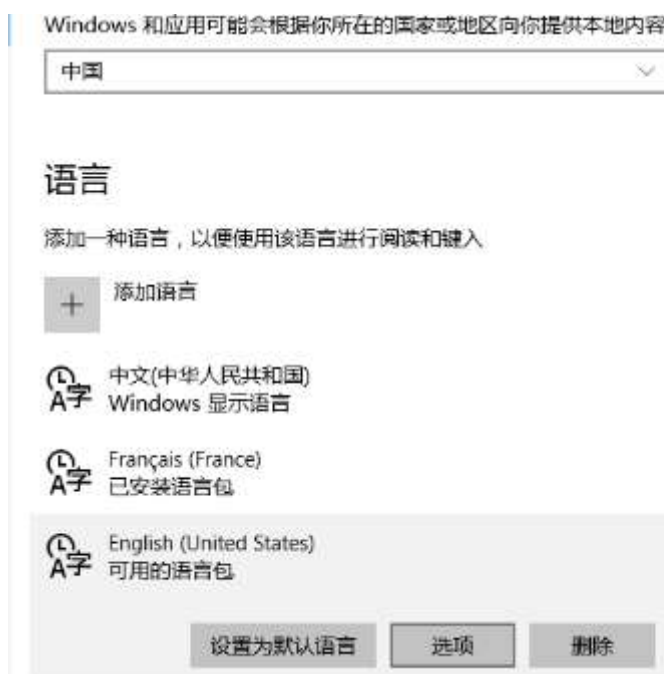 Windows 和应用可能会根据你所在的国家或地区向你提供本地内容
中国
语言
添加一种语言，以便使用该语言进行阅读和键入
添加语言
中文(中华人民共和国)
Windows 显示语言
Français (France)
已安装语言包
English (United States)
可用的语言包
设置为默认语言 选项 删除